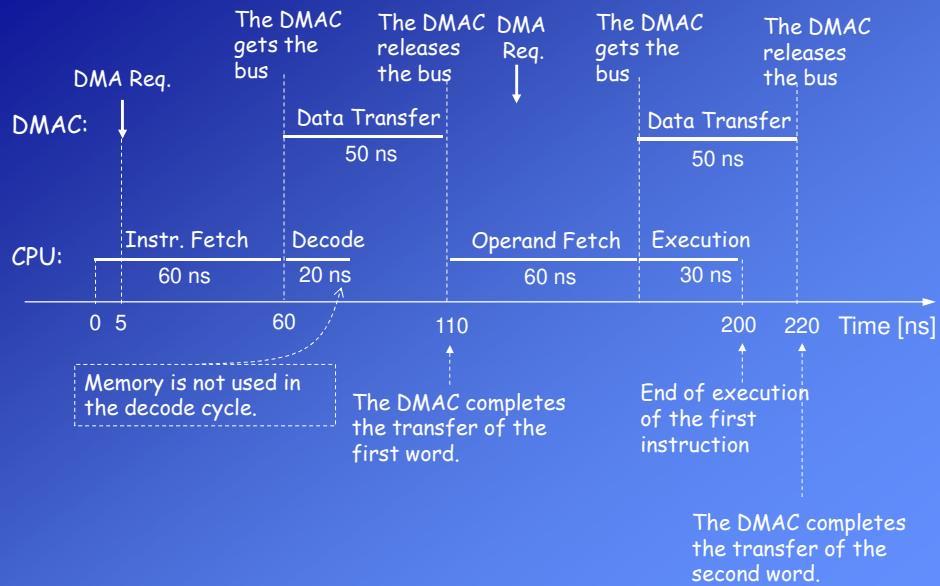 The DMAC
gets the
bus
The DMAC
releases
the bus
DMA
Req.
The DMAC
gets the
bus
The DMAC
releases
the bus
DMA Req.
DMAC:
Data Transfer
50 ns
Data Transfer
50 ns
CPU:
Instr. Fetch
60 ns
Decode
20 ns
Operand Fetch
60 ns
Execution
30 ns
0 5 60 110 200 220 Time [ns]
Memory is not used in
the decode cycle.
The DMAC completes
the transfer of the
first word.
End of execution
of the first
instruction
The DMAC completes
the transfer of the
second word.